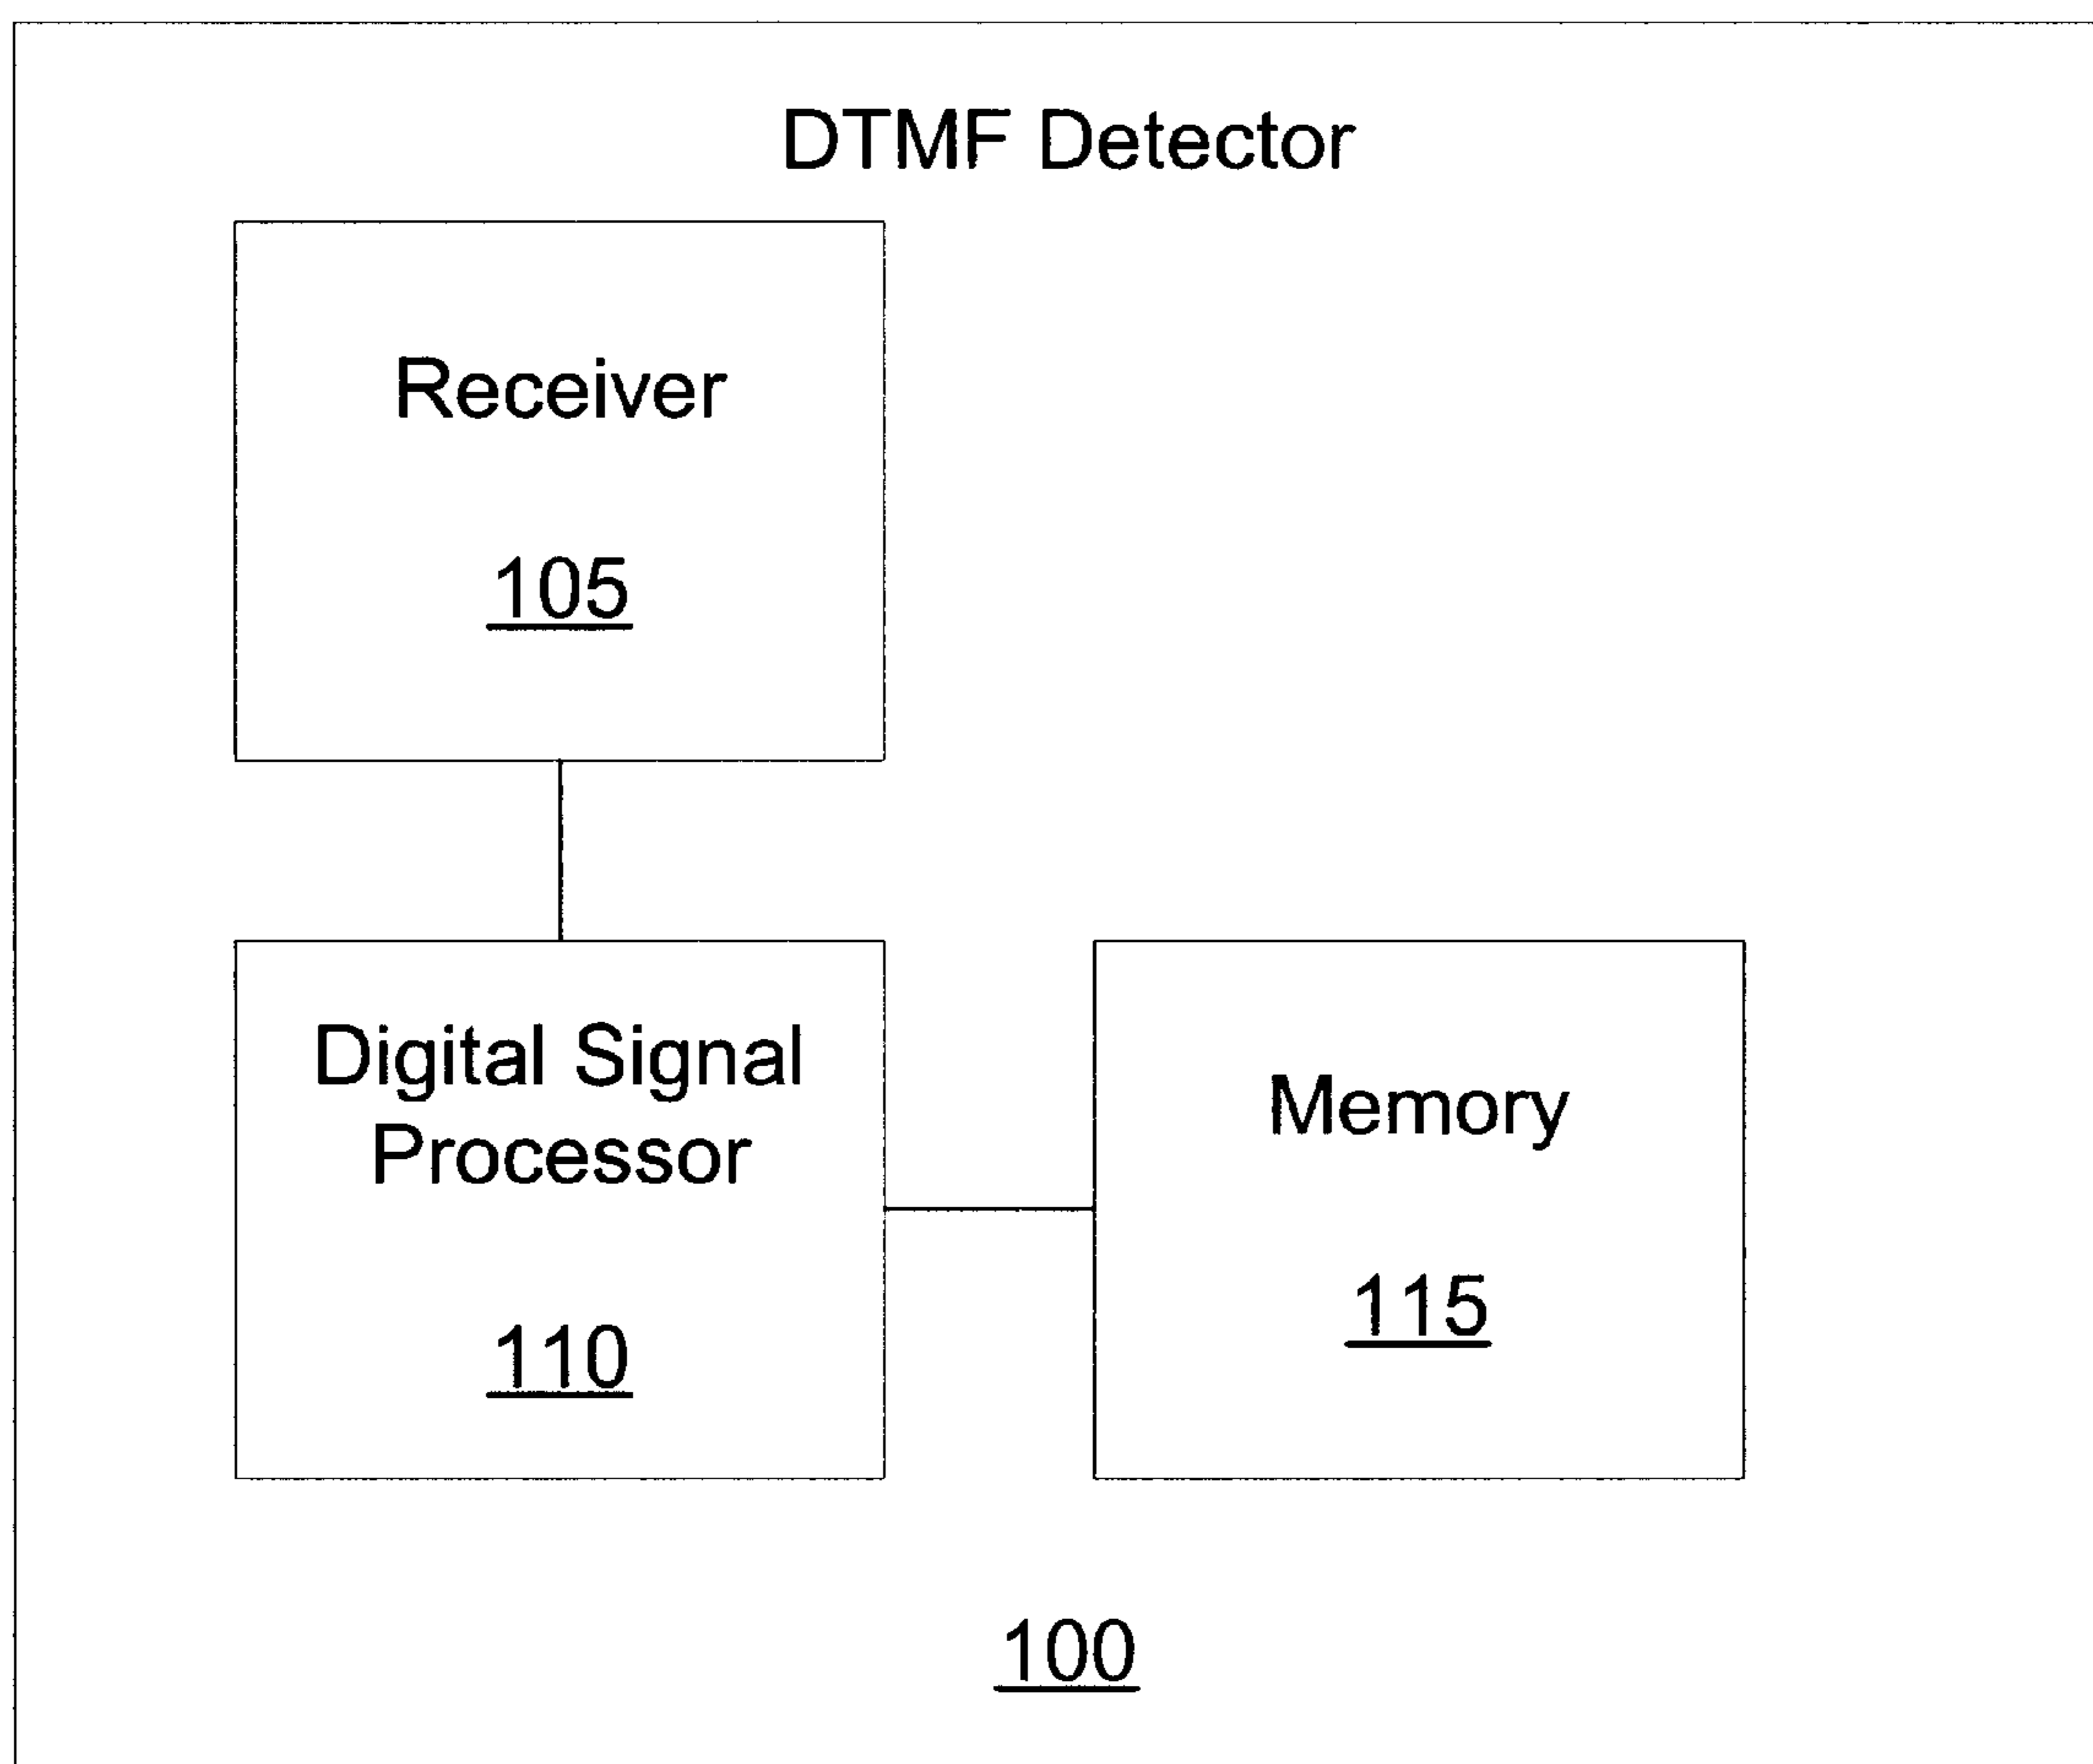 DTMF Detector
Receiver
105
Digital Signal
Processor
110
Memory
115
100